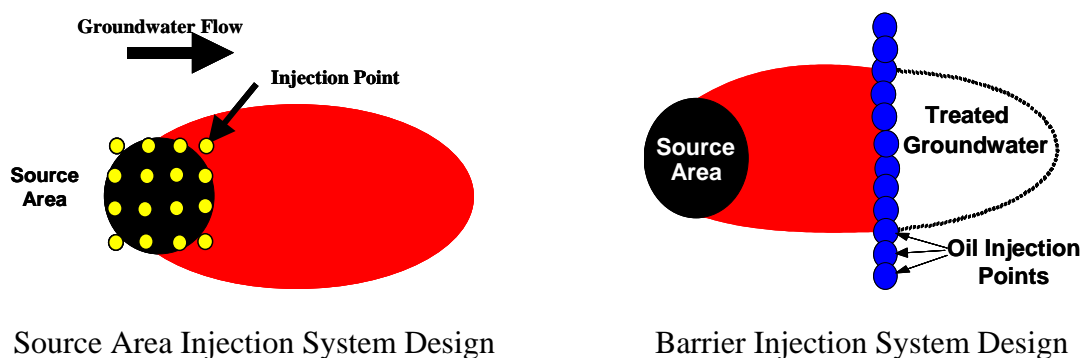 Groundwater Flow
Injection Point
Source
Area
Source Area Injection System Design
Source
Area
Treated
Groundwater
Oil Injection
Points
Barrier Injection System Design